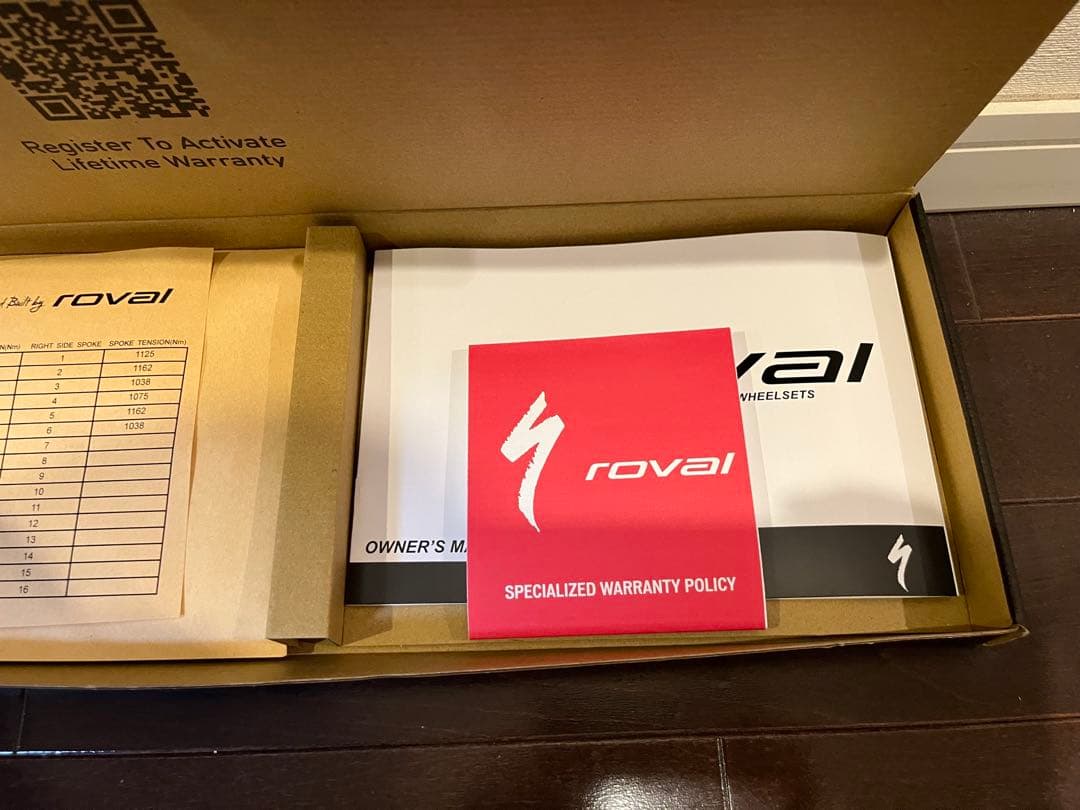 Register To Activate
Lifetime Warranty
Built by roval
RIGHT SIDE SPOKE SPOKE TENSION(Nm)
1 1125
2 1162
3 1038
4 1075
5 1162
6 1038
7
8
9
10
11
12
13
14
15
16
WHEELSETS
OWNER'S
roval
SPECIALIZED WARRANTY POLICY